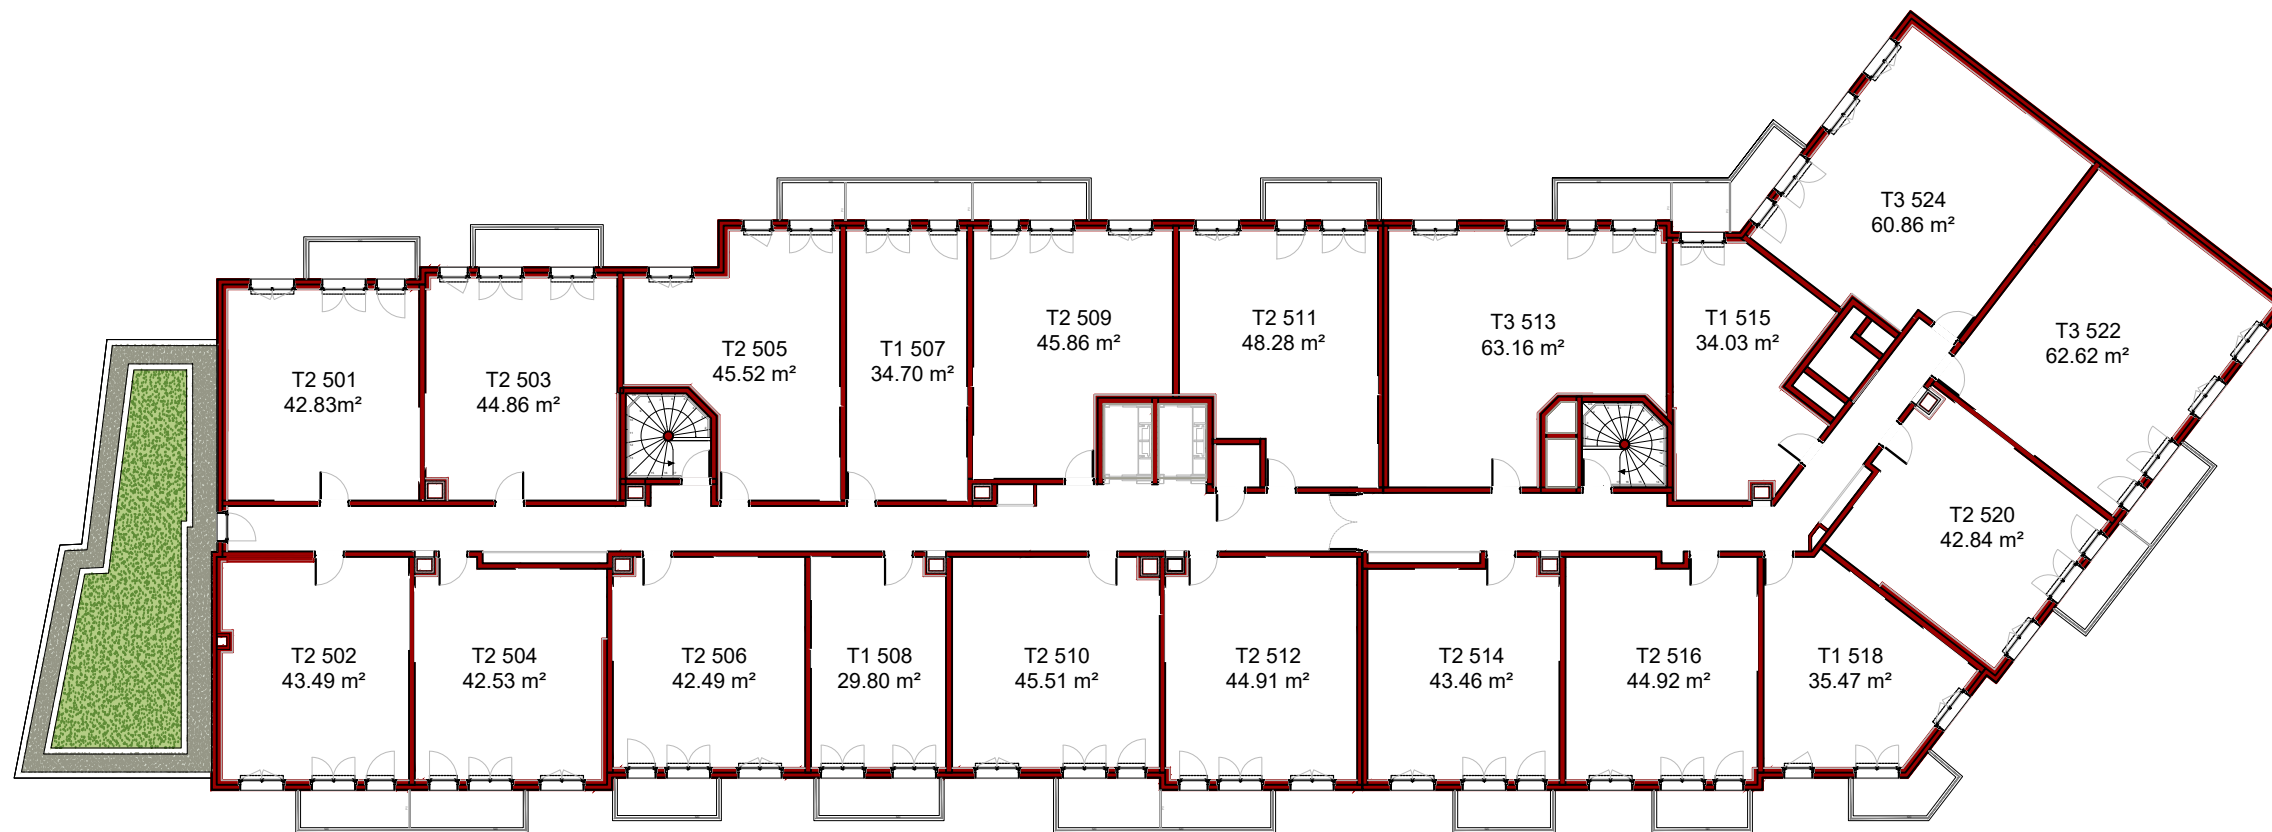 T3 524
60.86 m²
T3 522
62.62 m²
T2 509
45.86 m²
T2 511
48.28 m²
T3 513
63.16 m²
T1 515
34.03 m²
T2 505
45.52 m²
T1 507
34.70 m²
T2 501
42.83m²
T2 503
44.86 m²
T2 520
42.84 m²
T2 502
43.49 m²
T2 504
42.53 m²
T2 506
42.49 m²
T1 508
29.80 m²
T2 510
45.51 m²
T2 512
44.91 m²
T2 514
43.46 m²
T2 516
44.92 m²
T1 518
35.47 m²